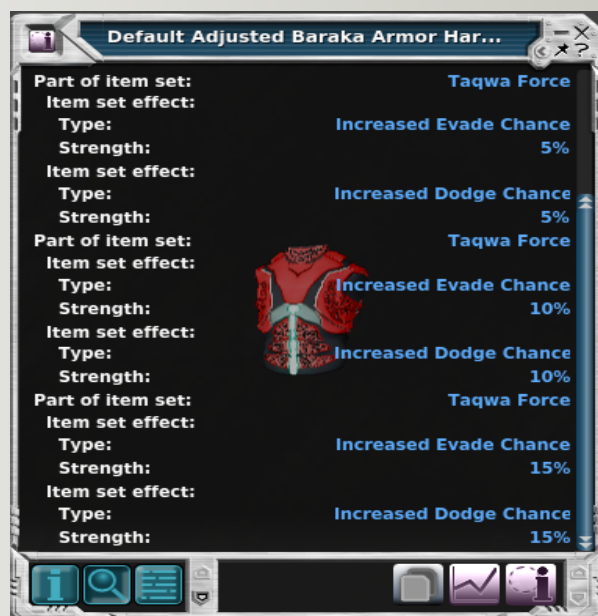 Default Adjusted Baraka Armor Har...
Part of item set: Taqwa Force
Item set effect:
Type: Increased Evade Chance
Strength: 5%
Item set effect:
Type: Increased Dodge Chance
Strength: 5%
Part of item set: Taqwa Force
Item set effect:
Type: Increased Evade Chance
Strength: 10%
Item set effect:
Type: Increased Dodge Chance
Strength: 10%
Part of item set: Taqwa Force
Item set effect:
Type: Increased Evade Chance
Strength: 15%
Item set effect:
Type: Increased Dodge Chance
Strength: 15%